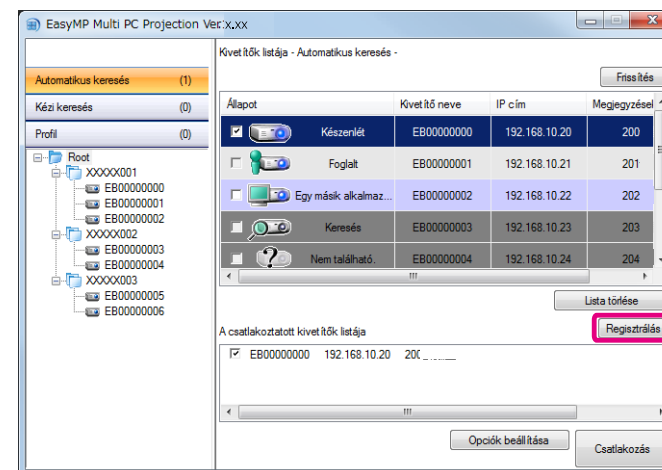 EasyMP Multi PC Projection Ver.x.xx
Kivetítők listája - Automatikus keresés -
Automatikus keresés (1)
Kézi keresés (0)
Profil (0)
Root
XXXXX001
EB00000000
EB00000001
EB00000002
XXXXX002
EB00000003
EB00000004
XXXXX003
EB00000005
EB00000006
Frissítés
Állapot Kivetítő neve IP cím Megjegyzések
Készenlét EB00000000 192.168.10.20 200
Foglalt EB00000001 192.168.10.21 201
Egy másik alkalmaz... EB00000002 192.168.10.22 202
Keresés EB00000003 192.168.10.23 203
Nem található. EB00000004 192.168.10.24 204
Lista törlése
A csatlakoztatott kivetítők listája
Regisztrálás
EB00000000 192.168.10.20
Opciók beállítása
Csatlakozás